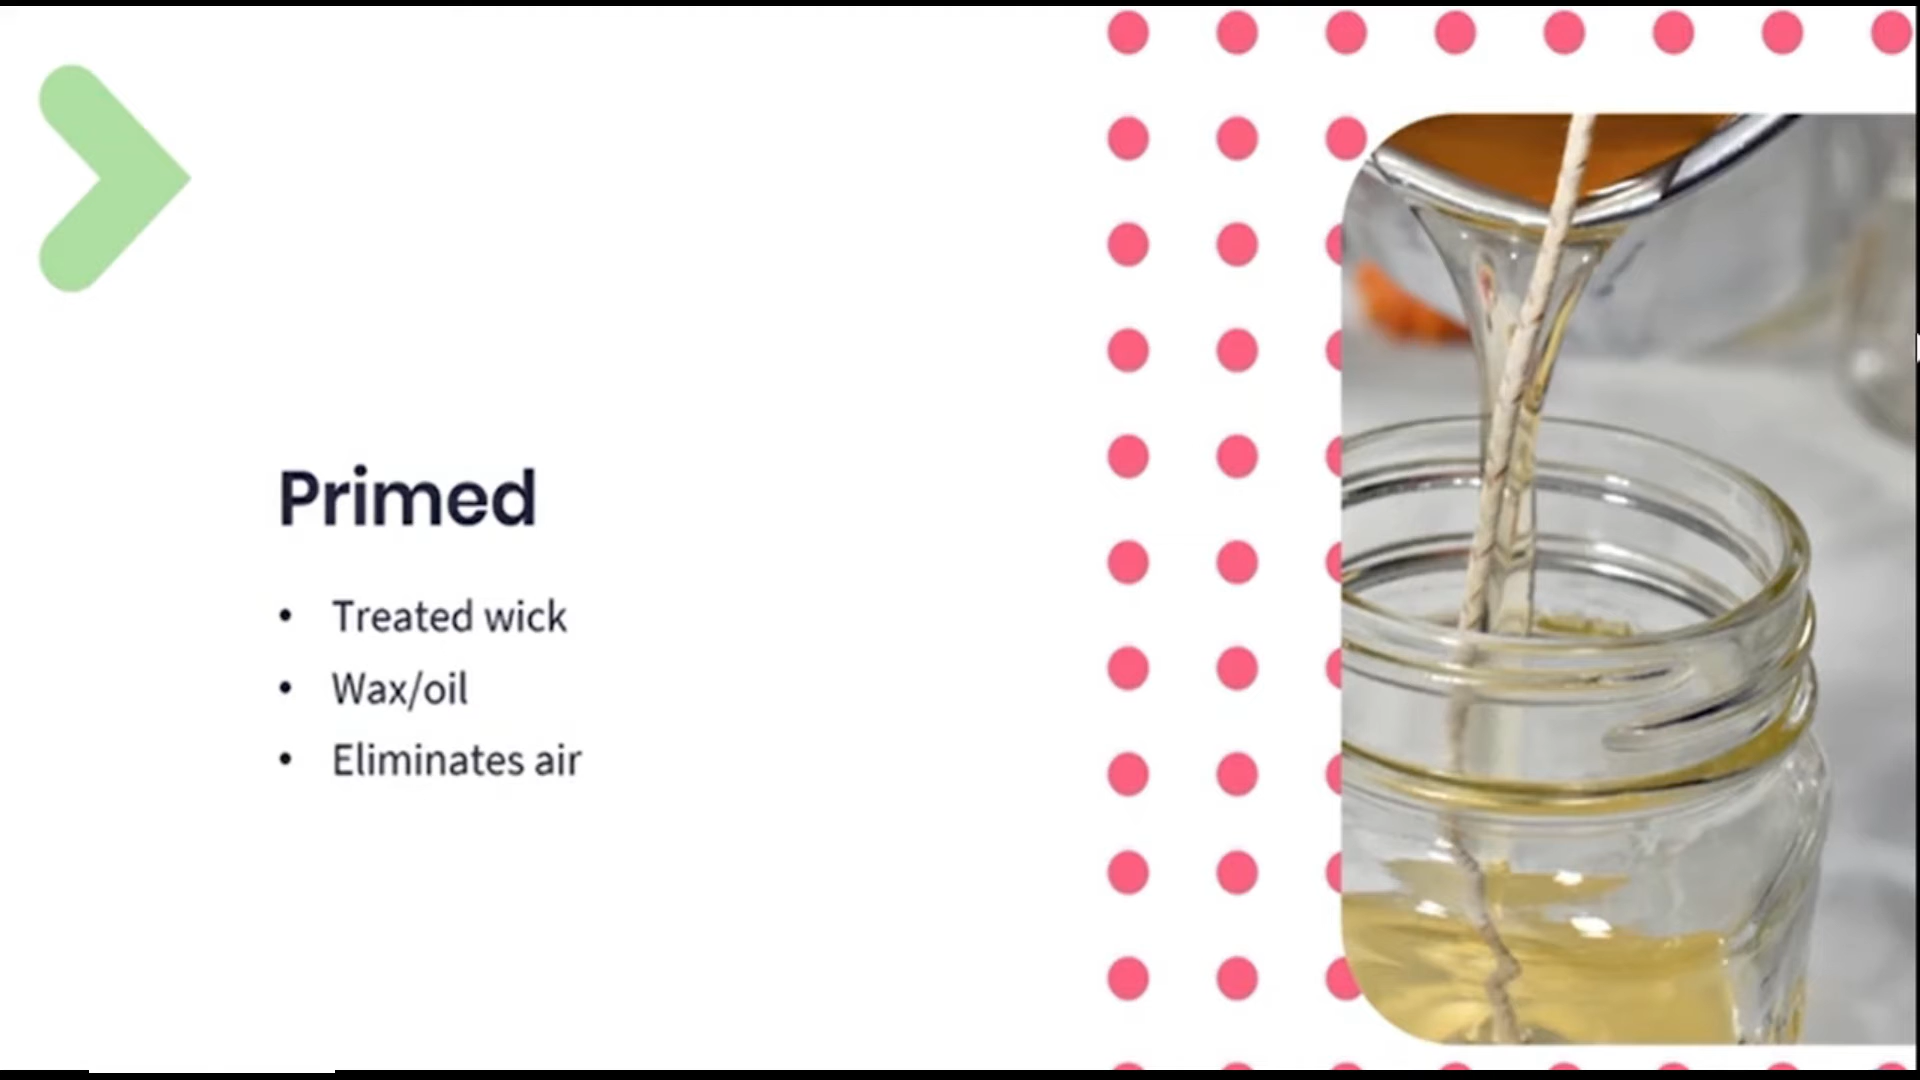 Primed
• Treated wick
• Wax/oil
• Eliminates air